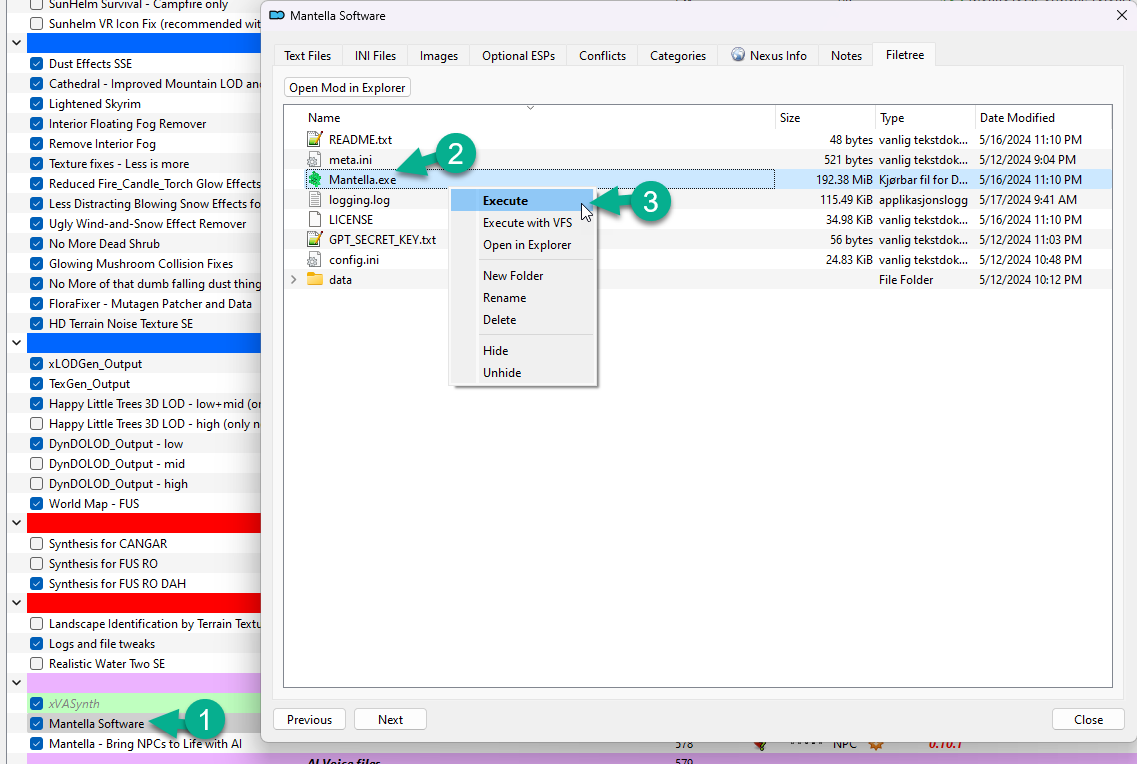 SunHelm Survival - Campfire only
Sunhelm VR Icon Fix (recommended wit
Dust Effects SSE
Cathedral - Improved Mountain LOD an
Lightened Skyrim
Interior Floating Fog Remover
Remove Interior Fog
Texture fixes - Less is more
Reduced Fire_Candle_Torch Glow Effects
Less Distracting Blowing Snow Effects fo
Ugly Wind-and-Snow Effect Remover
No More Dead Shrub
Glowing Mushroom Collision Fixes
No More of that dumb falling dust thing
FloraFixer - Mutagen Patcher and Data
HD Terrain Noise Texture SE
xLODGen_Output
TexGen_Output
Happy Little Trees 3D LOD - low+mid (o
Happy Little Trees 3D LOD - high (only n
DynDOLOD_Output - low
DynDOLOD_Output - mid
DynDOLOD_Output - high
World Map - FUS
Synthesis for CANGAR
Synthesis for FUS RO
Synthesis for FUS RO DAH
Landscape Identification by Terrain Textu
Logs and file tweaks
Realistic Water Two SE
xVASynth
Mantella Software
1
Mantella - Bring NPCs to Life with AI
578
NPC
0.10.1
AI Voice files
579
Mantella Software
Text Files INI Files Images Optional ESPs Conflicts Categories Nexus Info Notes Filetree
Open Mod in Explorer
Name Size Type Date Modified
README.txt 48 bytes vanlig tekstdok... 5/16/2024 11:10 PM
meta.ini 521 bytes vanlig tekstdok... 5/12/2024 9:04 PM
Mantella.exe 192.38 MiB Kjørbar fil for D... 5/16/2024 11:10 PM
logging.log 115.49 KiB applikasjonslogg 5/17/2024 9:41 AM
LICENSE 34.98 KiB vanlig tekstdok... 5/16/2024 11:10 PM
GPT_SECRET_KEY.txt 56 bytes vanlig tekstdok... 5/12/2024 11:03 PM
config.ini 24.83 KiB vanlig tekstdok... 5/12/2024 10:48 PM
data File Folder 5/12/2024 10:12 PM
2
Execute
3
Execute with VFS
Open in Explorer
New Folder
Rename
Delete
Hide
Unhide
Previous Next Close